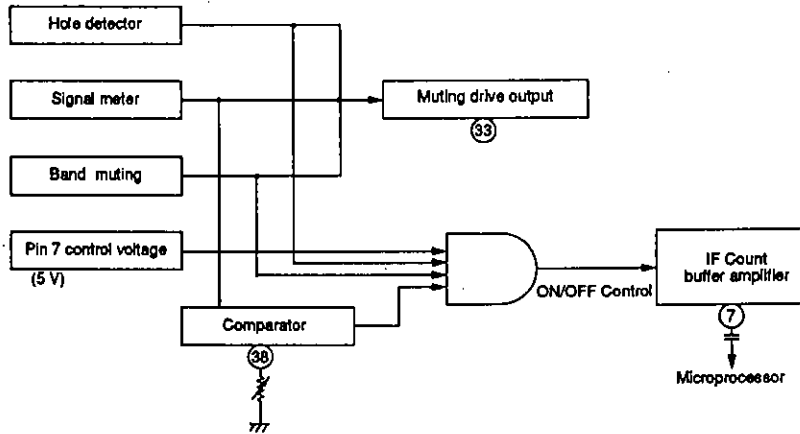 Hole detector
Signal meter
Muting drive output
33
Band muting
Pin 7 control voltage
(5 V)
IF Count
buffer amplifier
ON/OFF Control
7
Comparator
38
Microprocessor